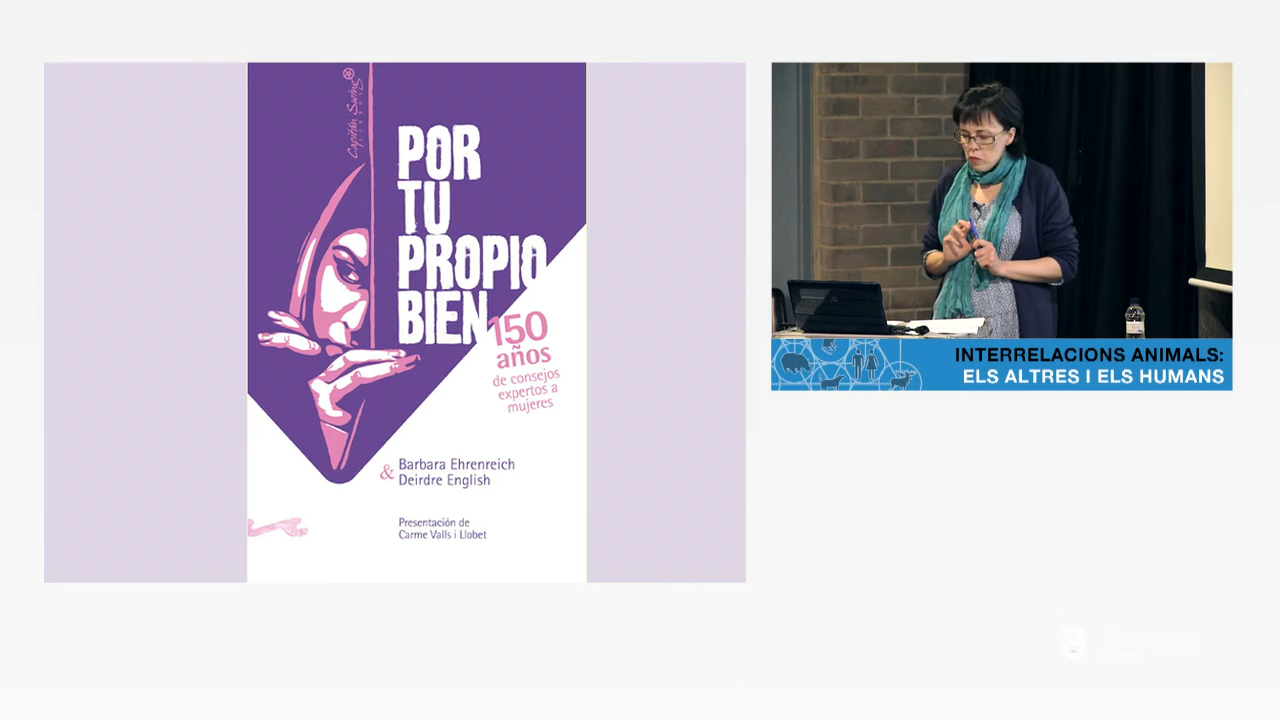 Capitán Swing
LIBROS
POR
TU
PROPIO
BIEN
150
años
de consejos
expertos a
mujeres
& Barbara Ehrenreich
Deirdre English
Presentación de
Carme Valls i Llobet
INTERRELACIONS ANIMALS:
ELS ALTRES I ELS HUMANS